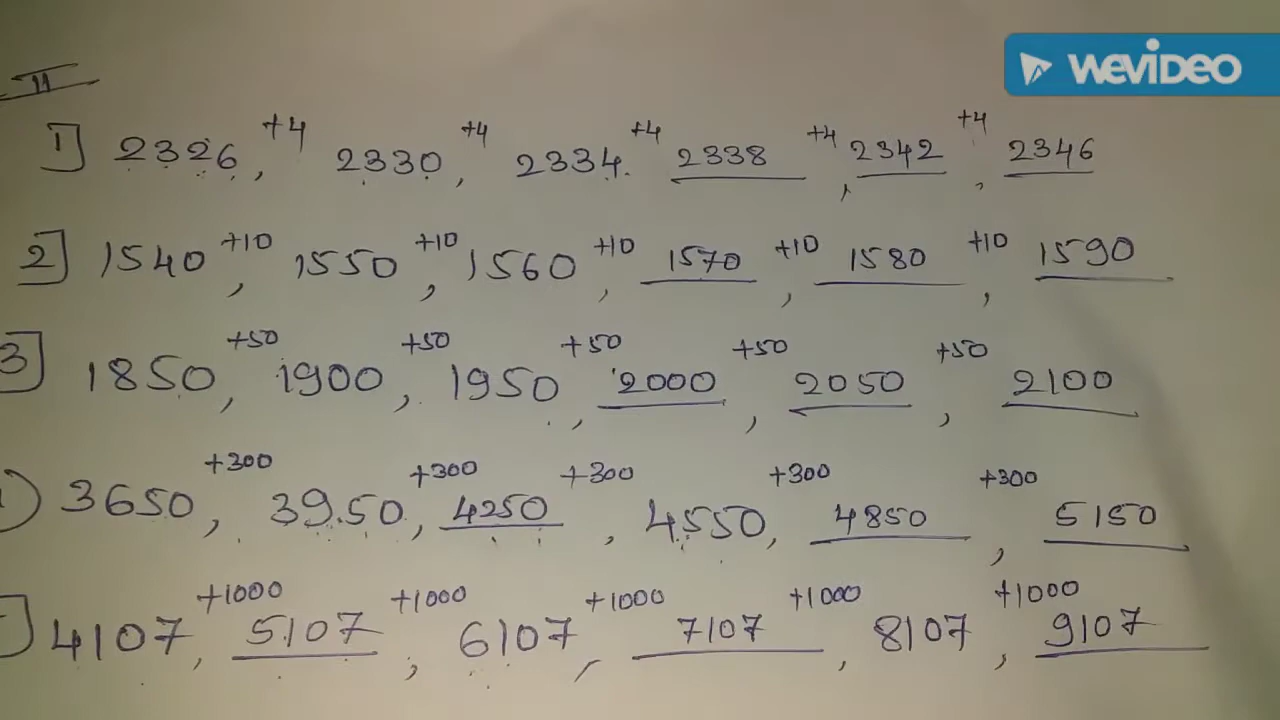 WEVIDEO
II
1] 2326, +4 2330, +4 2334. +4 2338 +4, 2342 +4, 2346
2] 1540 +10, 1550 +10, 1560 +10, 1570 +10, 1580 +10, 1590
3] 1850 +50, 1900 +50, 1950 +50, 2000 +50, 2050 +50, 2100
) 3650 +300, 3950 +300, 4250 +300, 4550 +300, 4850 +300, 5150
] 4107 +1000, 5107 +1000, 6107 +1000, 7107 +1000, 8107 +1000, 9107